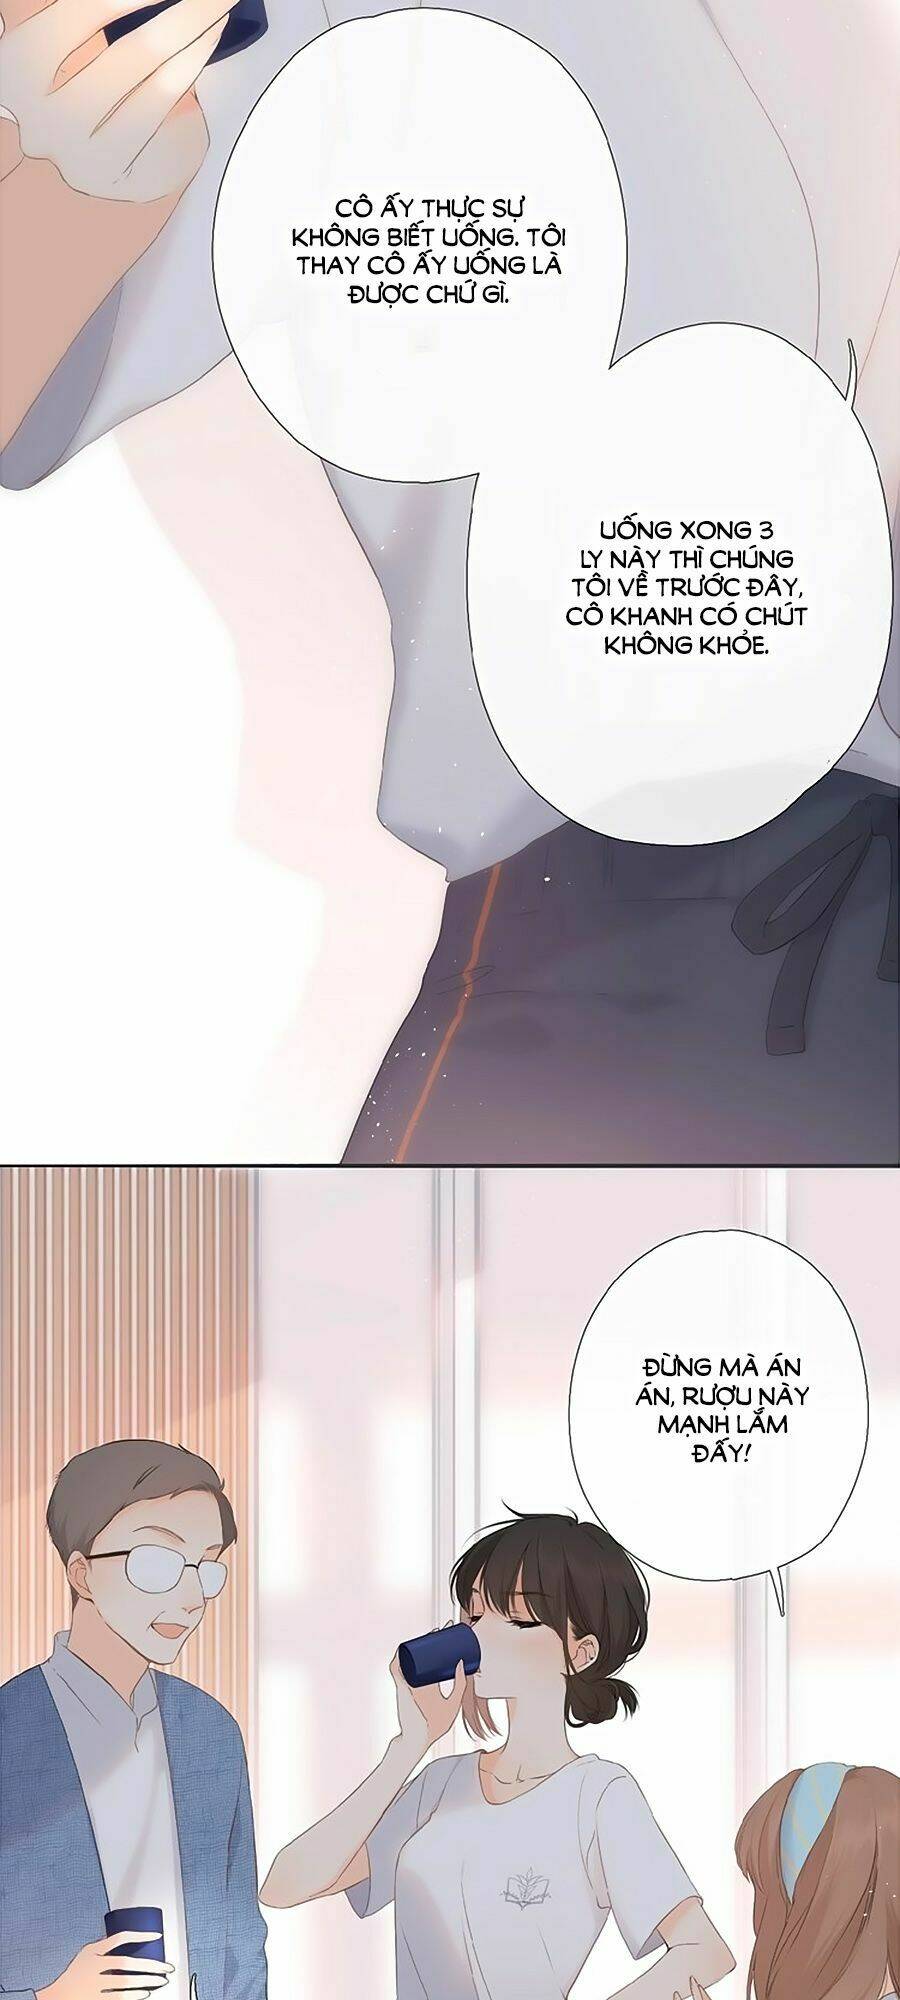 CÔ ẤY THỰC SỰ
KHÔNG BIẾT UỐNG. TÔI
THAY CÔ ẤY UỐNG LÀ
ĐƯỢC CHỨ GÌ.
UỐNG XONG 3
LY NÀY THÌ CHÚNG
TÔI VỀ TRƯỚC ĐÂY,
CÔ KHANH CÓ CHÚT
KHÔNG KHỎE.
ĐỪNG MÀ ÁN
ÁN, RƯỢU NÀY
MẠNH LẮM
ĐẤY!